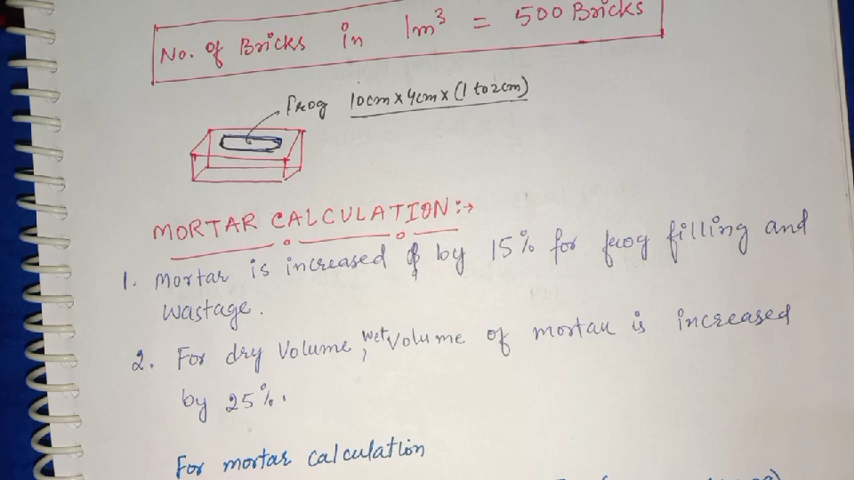 No. of Bricks in 1m³ = 500 Bricks
frog 10cm x 4cm x (1 to 2cm)
MORTAR CALCULATION :→
1. Mortar is increased by 15% for frog filling and
wastage.
2. For dry Volume, wet Volume of mortar is increased
by 25%.
For mortar calculation